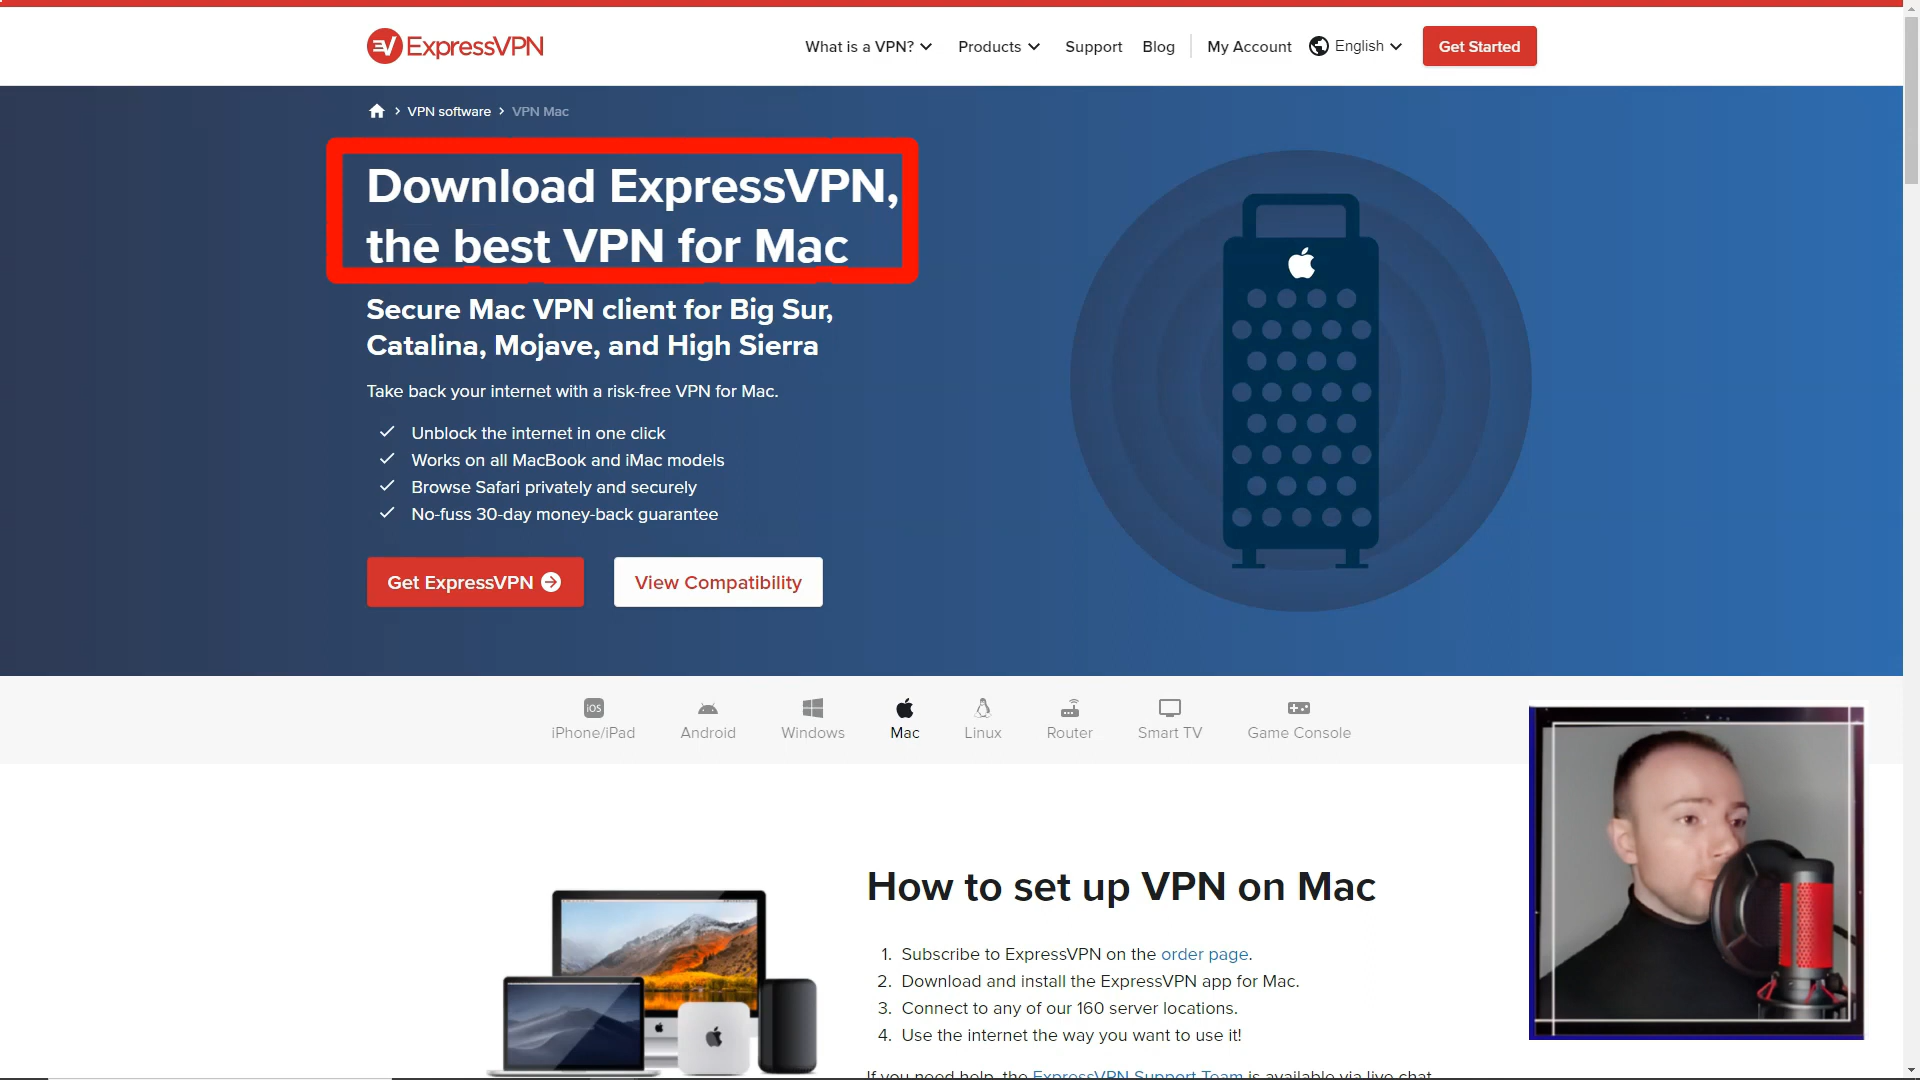 ExpressVPN
What is a VPN?
Products
Support
Blog
My Account
English
Get Started
VPN software
VPN Mac
Download ExpressVPN,
the best VPN for Mac
Secure Mac VPN client for Big Sur,
Catalina, Mojave, and High Sierra
Take back your internet with a risk-free VPN for Mac.
Unblock the internet in one click
Works on all MacBook and iMac models
Browse Safari privately and securely
No-fuss 30-day money-back guarantee
Get ExpressVPN
View Compatibility
iOS
iPhone/iPad
Android
Windows
Mac
Linux
Router
Smart TV
Game Console
How to set up VPN on Mac
1. Subscribe to ExpressVPN on the order page.
2. Download and install the ExpressVPN app for Mac.
3. Connect to any of our 160 server locations.
4. Use the internet the way you want to use it!
If you need help, the ExpressVPN Support Team is available via live chat